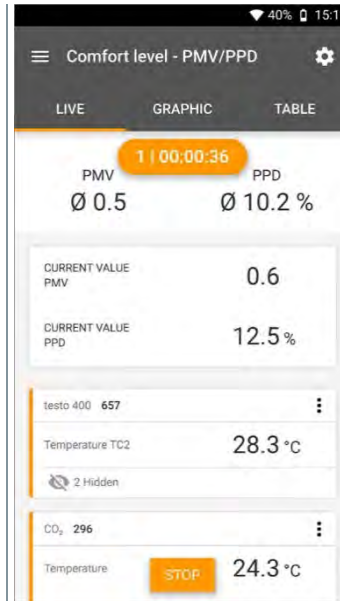 40% 15:1
Comfort level - PMV/PPD
LIVE GRAPHIC TABLE
1 | 00:00:36
PMV PPD
Ø 0.5 Ø 10.2 %
CURRENT VALUE
PMV
0.6
CURRENT VALUE
PPD
12.5 %
testo 400 657
Temperature TC2 28.3 °C
2 Hidden
CO₂ 296
Temperature 24.3 °C
STOP